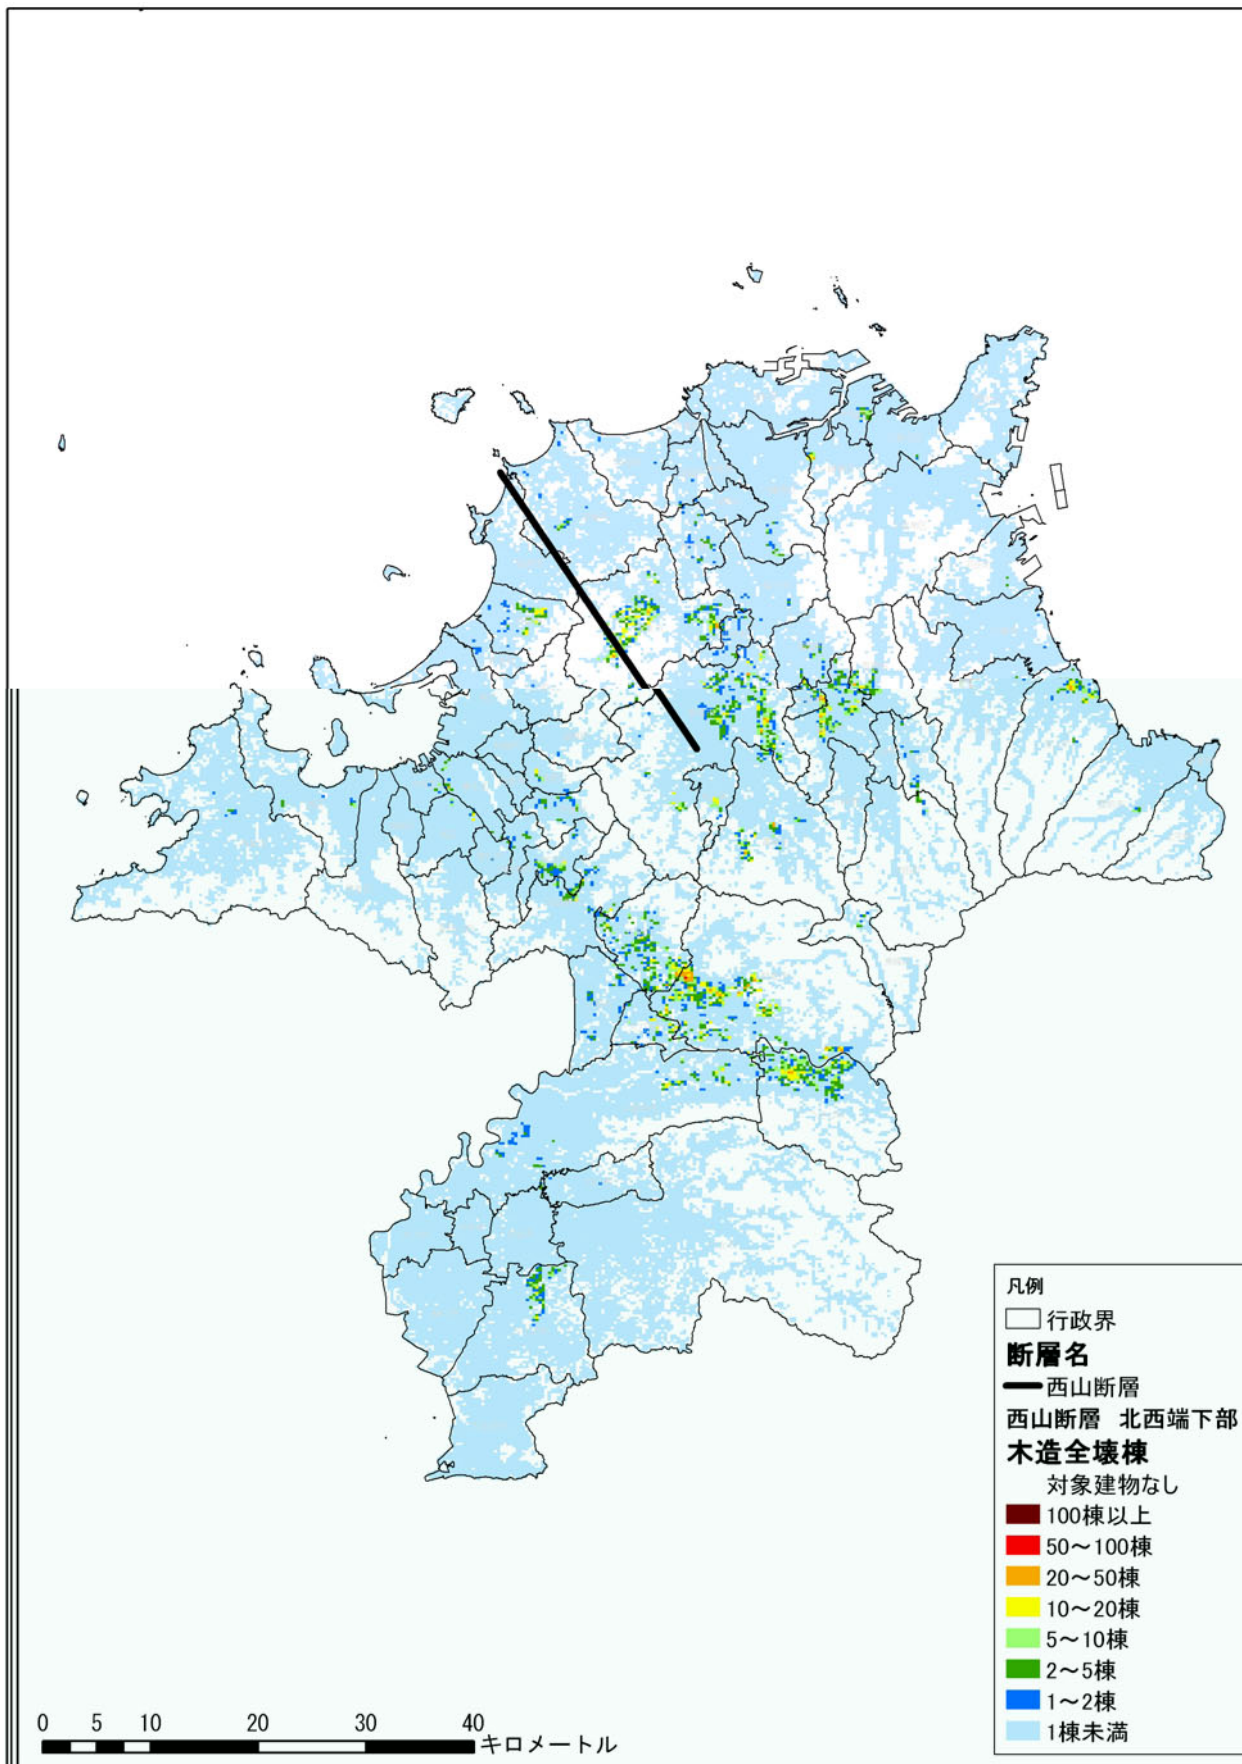 凡例
行政界
断層名
西山断層
西山断層 北西端下部
木造全壊棟
対象建物なし
100棟以上
50～100棟
20～50棟
10～20棟
5～10棟
2～5棟
1～2棟
1棟未満
0 5 10 20 30 40
キロメートル